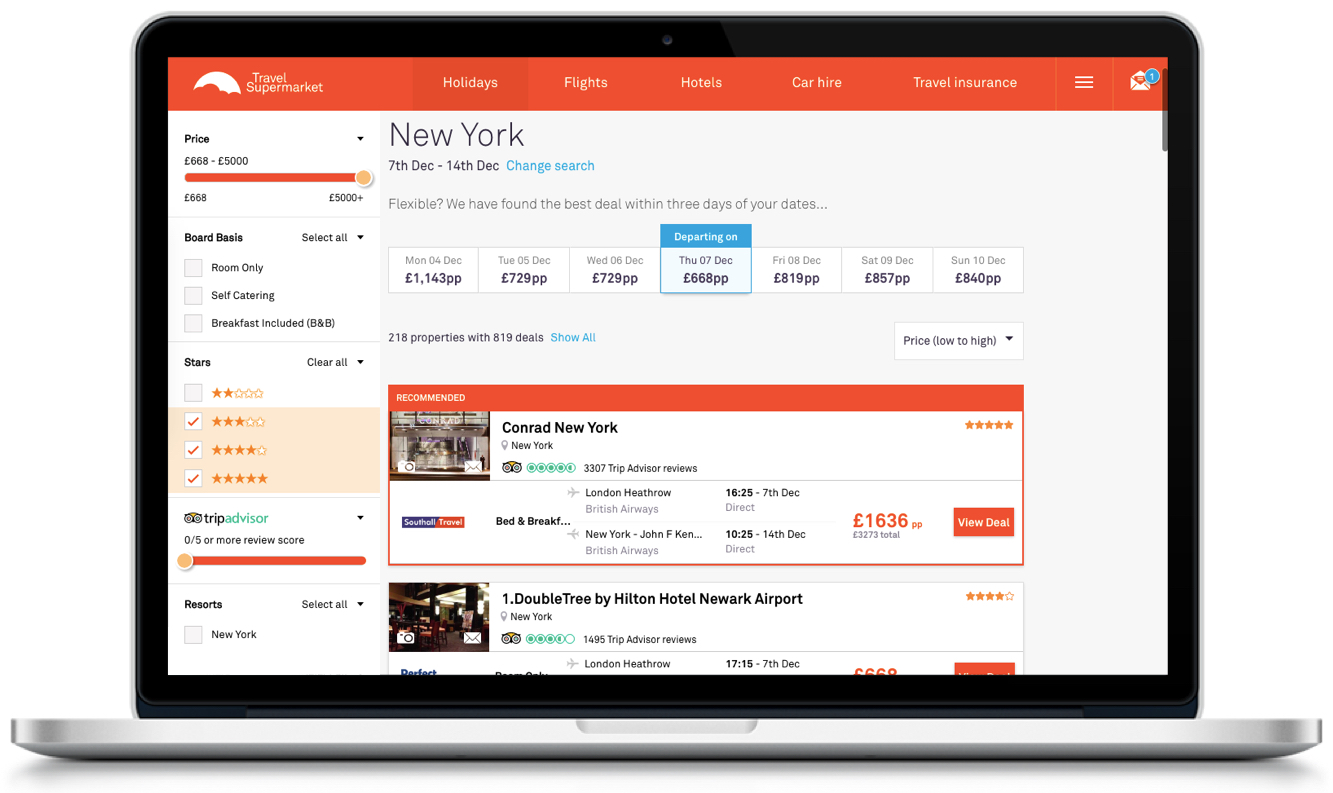 Travel
Supermarket
Holidays
Flights
Hotels
Car hire
Travel insurance
1
Price
£668 - £5000
£668 £5000+
Board Basis Select all
Room Only
Self Catering
Breakfast Included (B&B)
Stars Clear all
tripadvisor
0/5 or more review score
Resorts Select all
New York
New York
7th Dec - 14th Dec Change search
Flexible? We have found the best deal within three days of your dates...
Departing on
Mon 04 Dec Tue 05 Dec Wed 06 Dec Thu 07 Dec Fri 08 Dec Sat 09 Dec Sun 10 Dec
£1,143pp £729pp £729pp £668pp £819pp £857pp £840pp
218 properties with 819 deals Show All
Price (low to high)
RECOMMENDED
CONRAD
Conrad New York
New York
3307 Trip Advisor reviews
Southall Travel
Bed & Breakf...
London Heathrow 16:25 - 7th Dec
British Airways Direct
New York - John F Ken... 10:25 - 14th Dec
British Airways Direct
£1636 pp
£3273 total
View Deal
1.DoubleTree by Hilton Hotel Newark Airport
New York
1495 Trip Advisor reviews
Perfect
Room Only
London Heathrow 17:15 - 7th Dec
£668
View Deal